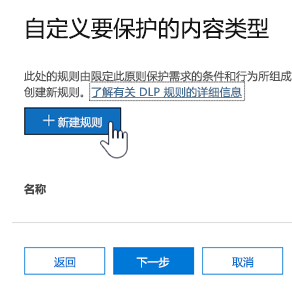 自定义要保护的内容类型
此处的规则由限定此原则保护需求的条件和行为所组成
创建新规则。了解有关 DLP 规则的详细信息
新建规则
名称
返回 下一步 取消